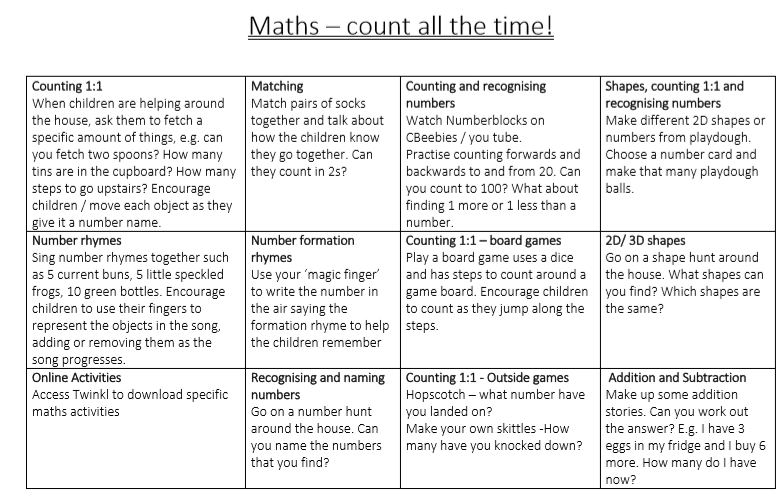 Maths – count all the time!
Counting 1:1
When children are helping around
the house, ask them to fetch a
specific amount of things, e.g. can
you fetch two spoons? How many
tins are in the cupboard? How many
steps to go upstairs? Encourage
children / move each object as they
give it a number name.
Matching
Match pairs of socks
together and talk about
how the children know
they go together. Can
they count in 2s?
Counting and recognising
numbers
Watch Numberblocks on
CBeebies / you tube.
Practise counting forwards and
backwards to and from 20. Can
you count to 100? What about
finding 1 more or 1 less than a
number.
Shapes, counting 1:1 and
recognising numbers
Make different 2D shapes or
numbers from playdough.
Choose a number card and
make that many playdough
balls.
Number rhymes
Sing number rhymes together such
as 5 current buns, 5 little speckled
frogs, 10 green bottles. Encourage
children to use their fingers to
represent the objects in the song,
adding or removing them as the
song progresses.
Number formation
rhymes
Use your ‘magic finger’
to write the number in
the air saying the
formation rhyme to help
the children remember
Counting 1:1 – board games
Play a board game uses a dice
and has steps to count around a
game board. Encourage children
to count as they jump along the
steps.
2D/ 3D shapes
Go on a shape hunt around
the house. What shapes can
you find? Which shapes are
the same?
Online Activities
Access Twinkl to download specific
maths activities
Recognising and naming
numbers
Go on a number hunt
around the house. Can
you name the numbers
that you find?
Counting 1:1 - Outside games
Hopscotch – what number have
you landed on?
Make your own skittles -How
many have you knocked down?
Addition and Subtraction
Make up some addition
stories. Can you work out
the answer? E.g. I have 3
eggs in my fridge and I buy 6
more. How many do I have
now?